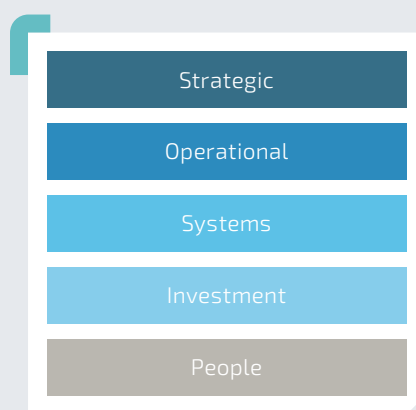 Strategic
Operational
Systems
Investment
People